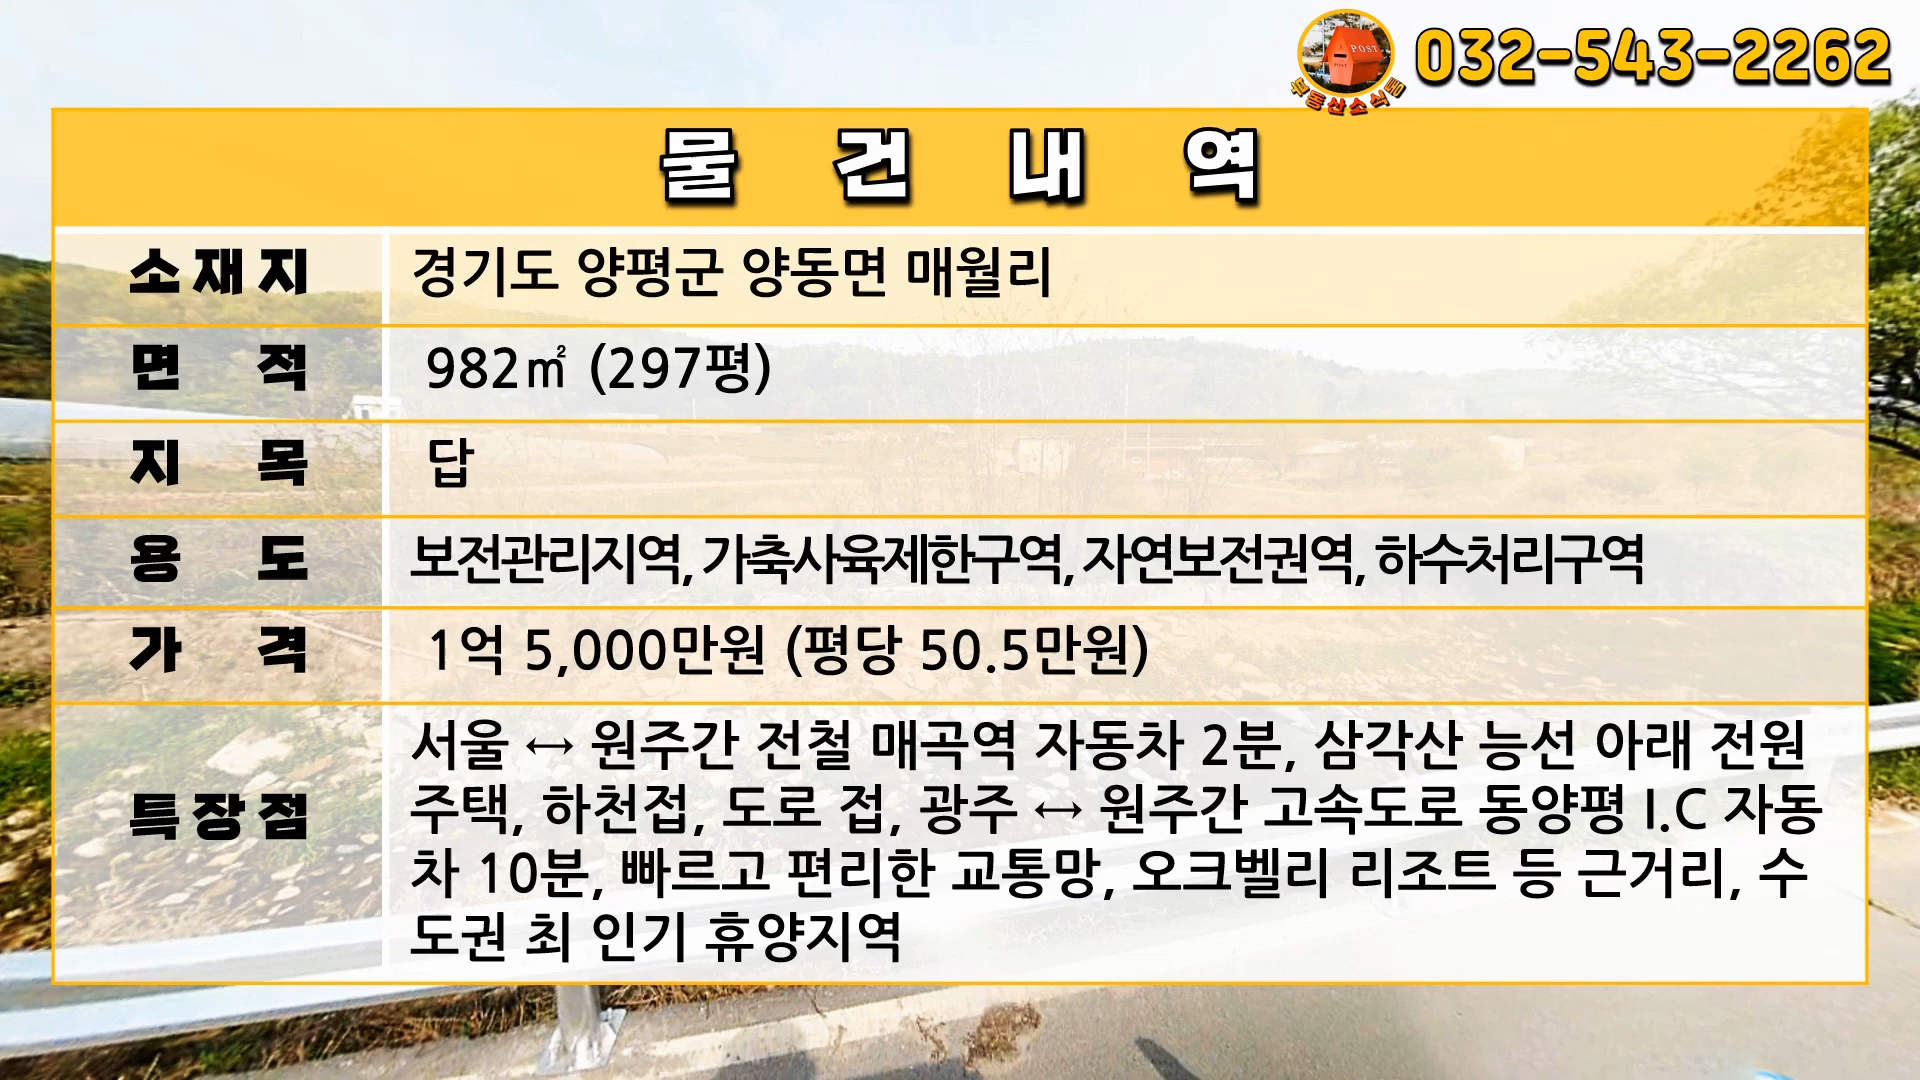 032-543-2262
POST
POST
부동산소식통
물 건 내 역
소재지 경기도 양평군 양동면 매월리
면 적 982㎡ (297평)
지 목 답
용 도 보전관리지역, 가축사육제한구역, 자연보전권역, 하수처리구역
가 격 1억 5,000만원 (평당 50.5만원)
특장점
서울 ↔ 원주간 전철 매곡역 자동차 2분, 삼각산 능선 아래 전원
주택, 하천접, 도로 접, 광주 ↔ 원주간 고속도로 동양평 I.C 자동
차 10분, 빠르고 편리한 교통망, 오크벨리 리조트 등 근거리, 수
도권 최 인기 휴양지역